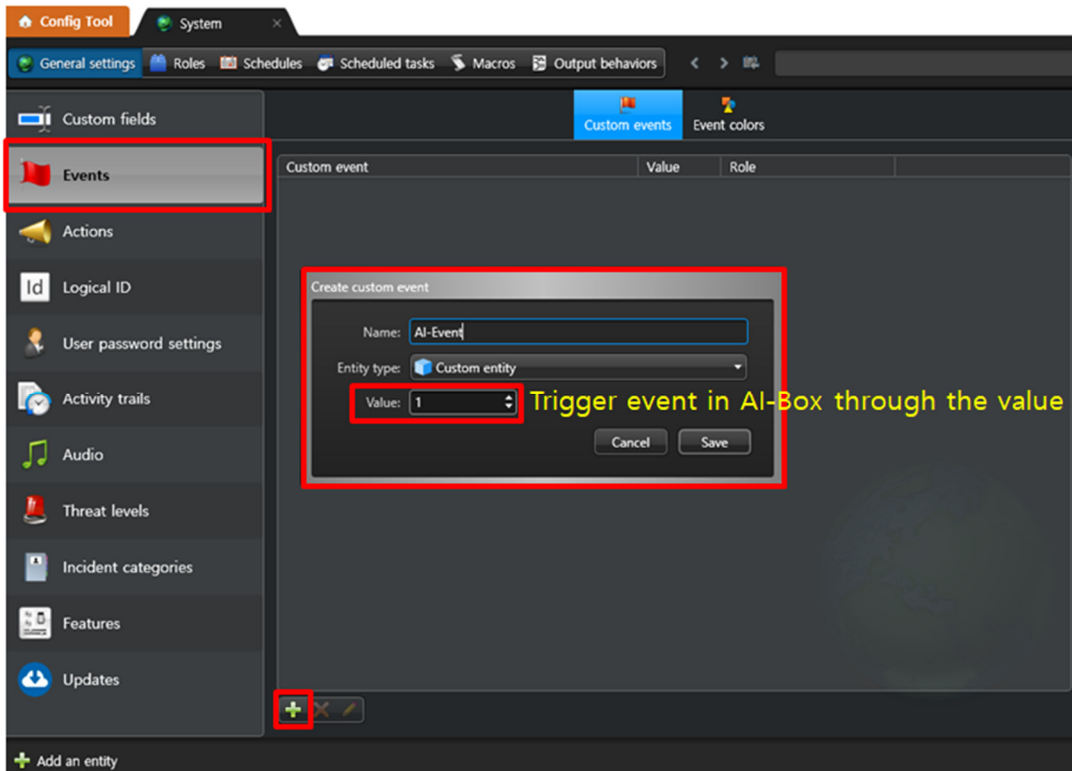 Config Tool
System
General settings
Roles
Schedules
Scheduled tasks
Macros
Output behaviors
Custom fields
Events
Actions
Id Logical ID
User password settings
Activity trails
Audio
Threat levels
Incident categories
Features
Updates
Custom events
Event colors
Custom event
Value
Role
Create custom event
Name: AI-Event
Entity type: Custom entity
Value: 1
Trigger event in AI-Box through the value
Cancel
Save
Add an entity